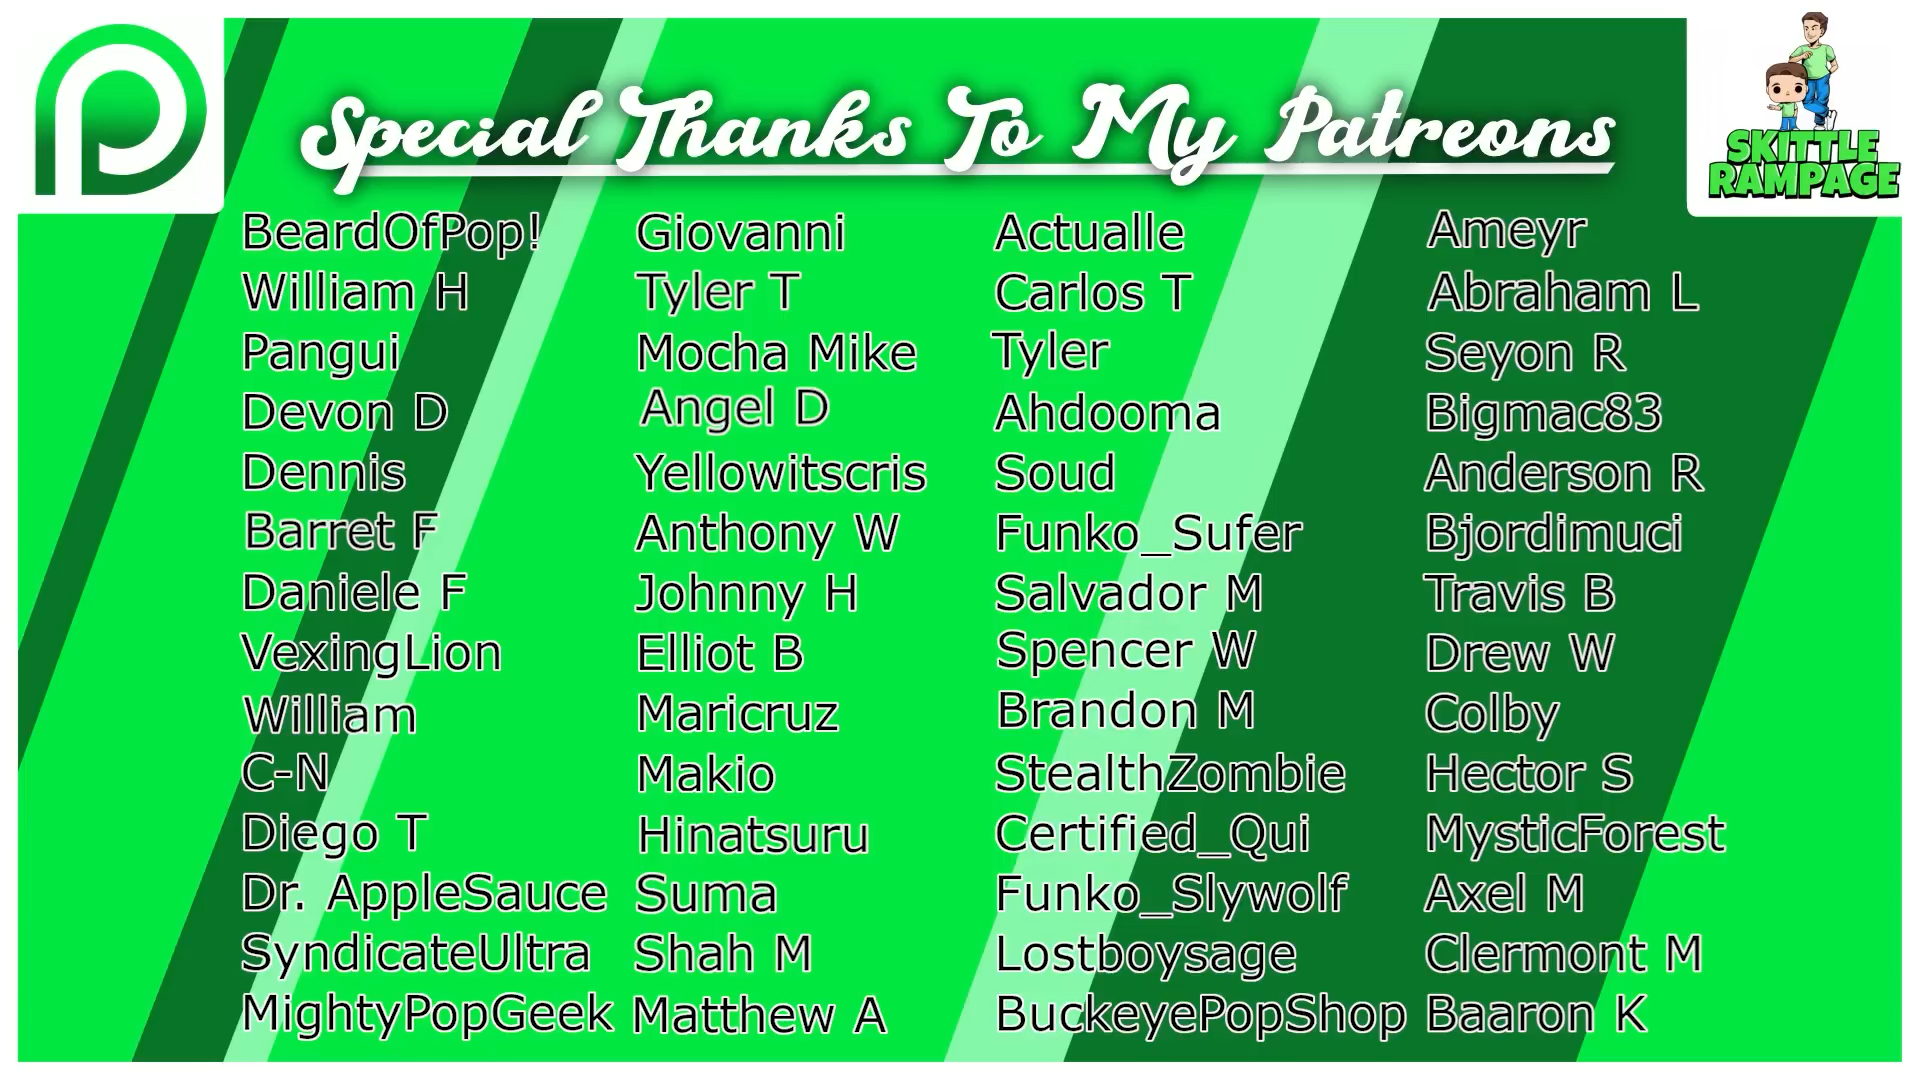 Special Thanks To My Patreons
SKITTLE
RAMPAGE
BeardOfPop!
William H
Pangui
Devon D
Dennis
Barret F
Daniele F
VexingLion
William
C-N
Diego T
Dr. AppleSauce
SyndicateUltra
MightyPopGeek
Giovanni
Tyler T
Mocha Mike
Angel D
Yellowitscris
Anthony W
Johnny H
Elliot B
Maricruz
Makio
Hinatsuru
Suma
Shah M
Matthew A
Actualle
Carlos T
Tyler
Ahdooma
Soud
Funko_Sufer
Salvador M
Spencer W
Brandon M
StealthZombie
Certified_Qui
Funko_Slywolf
Lostboysage
BuckeyePopShop
Ameyr
Abraham L
Seyon R
Bigmac83
Anderson R
Bjordimuci
Travis B
Drew W
Colby
Hector S
MysticForest
Axel M
Clermont M
Baaron K